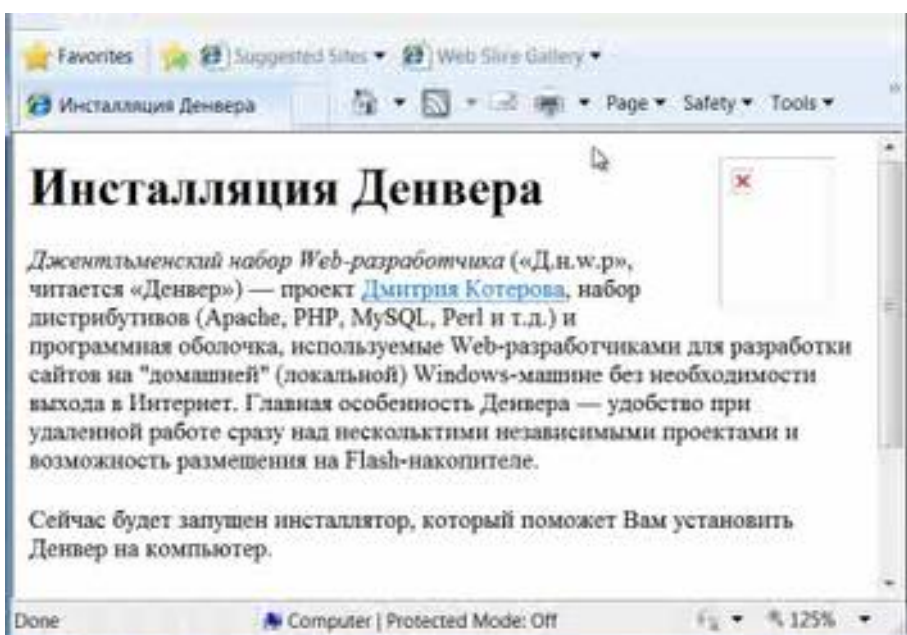 Favorites Suggested Sites Web Slice Gallery
Инсталляция Денвера Page Safety Tools
Инсталляция Денвера
Джентльменский набор Web-разработчика («Д.н.w.р»,
читается «Денвер») — проект Дмитрия Котерова, набор
дистрибутивов (Apache, PHP, MySQL, Perl и т.д.) и
программная оболочка, используемые Web-разработчиками для разработки
сайтов на "домашней" (локальной) Windows-машине без необходимости
выхода в Интернет. Главная особенность Денвера — удобство при
удаленной работе сразу над нескольктими независимыми проектами и
возможность размещения на Flash-накопителе.
Сейчас будет запущен инсталлятор, который поможет Вам установить
Денвер на компьютер.
Done Computer | Protected Mode: Off 125%